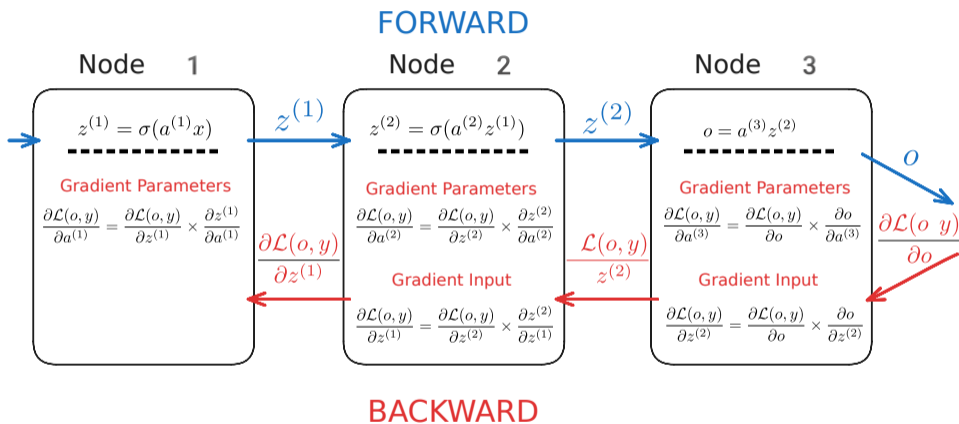 FORWARD
Node 1
Node 2
Node 3
z^{(1)} = σ(a^{(1)}x)
z^{(1)}
z^{(2)} = σ(a^{(2)}z^{(1)})
z^{(2)}
o = a^{(3)}z^{(2)}
o
Gradient Parameters
∂ℒ(o, y)/∂a^{(1)} = ∂ℒ(o, y)/∂z^{(1)} × ∂z^{(1)}/∂a^{(1)}
∂ℒ(o, y)/∂z^{(1)}
Gradient Parameters
∂ℒ(o, y)/∂a^{(2)} = ∂ℒ(o, y)/∂z^{(2)} × ∂z^{(2)}/∂a^{(2)}
Gradient Input
∂ℒ(o, y)/∂z^{(1)} = ∂ℒ(o, y)/∂z^{(2)} × ∂z^{(2)}/∂z^{(1)}
ℒ(o, y)/z^{(2)}
Gradient Parameters
∂ℒ(o, y)/∂a^{(3)} = ∂ℒ(o, y)/∂o × ∂o/∂a^{(3)}
Gradient Input
∂ℒ(o, y)/∂z^{(2)} = ∂ℒ(o, y)/∂o × ∂o/∂z^{(2)}
∂ℒ(o y)/∂o
BACKWARD